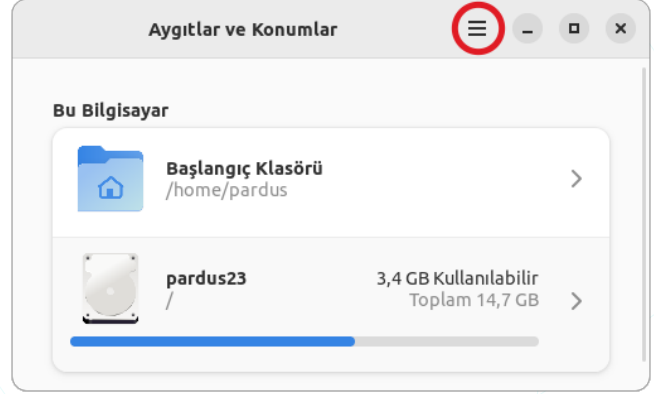 Aygıtlar ve Konumlar
Bu Bilgisayar
Başlangıç Klasörü
/home/pardus
pardus23
3,4 GB Kullanılabilir
/
Toplam 14,7 GB